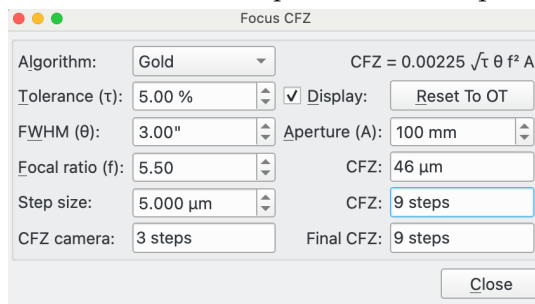 Focus CFZ
Algorithm: Gold CFZ = 0.00225 √τ θ f² A
Tolerance (τ): 5.00 % Display: Reset To OT
FWHM (θ): 3.00" Aperture (A): 100 mm
Focal ratio (f): 5.50 CFZ: 46 μm
Step size: 5.000 μm CFZ: 9 steps
CFZ camera: 3 steps Final CFZ: 9 steps
Close